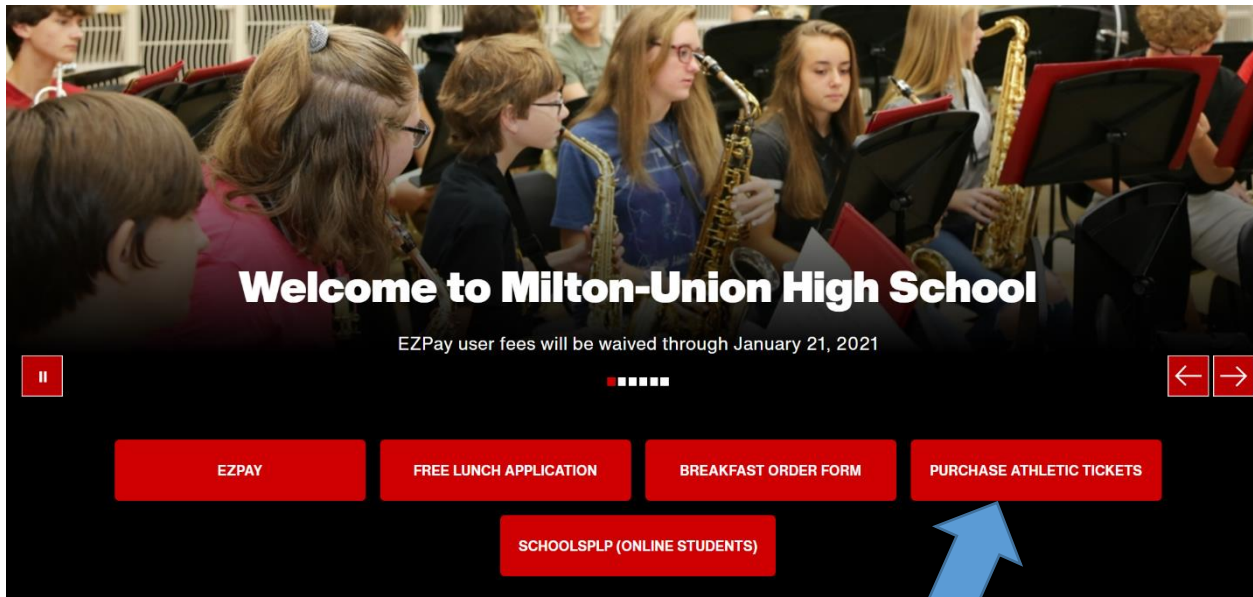 Welcome to Milton-Union High School
EZPay user fees will be waived through January 21, 2021
EZPAY
FREE LUNCH APPLICATION
BREAKFAST ORDER FORM
PURCHASE ATHLETIC TICKETS
SCHOOLSPLP (ONLINE STUDENTS)